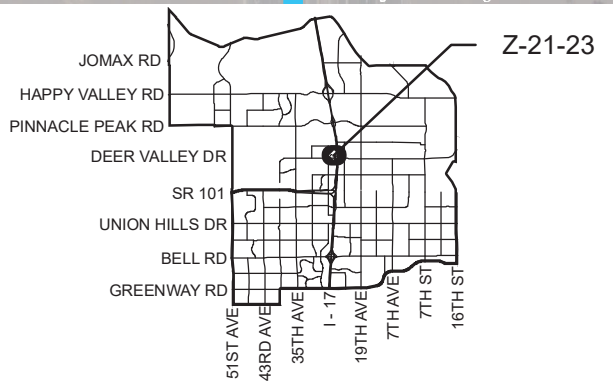 Z-21-23
JOMAX RD
HAPPY VALLEY RD
PINNACLE PEAK RD
DEER VALLEY DR
SR 101
UNION HILLS DR
BELL RD
GREENWAY RD
51ST AVE
43RD AVE
35TH AVE
I - 17
19TH AVE
7TH AVE
7TH ST
16TH ST